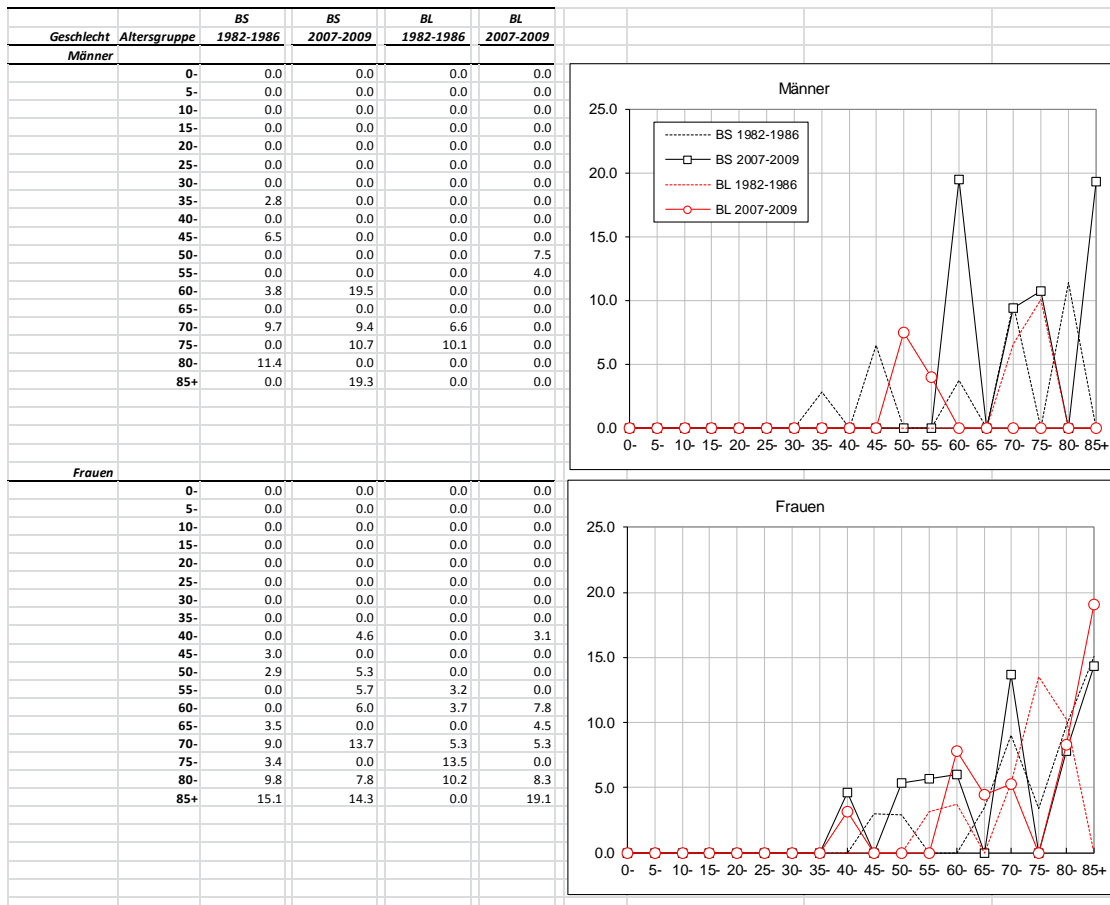 BS BS BL BL
Geschlecht Altersgruppe 1982-1986 2007-2009 1982-1986 2007-2009
Männer
0- 0.0 0.0 0.0 0.0
5- 0.0 0.0 0.0 0.0
10- 0.0 0.0 0.0 0.0
15- 0.0 0.0 0.0 0.0
20- 0.0 0.0 0.0 0.0
25- 0.0 0.0 0.0 0.0
30- 0.0 0.0 0.0 0.0
35- 2.8 0.0 0.0 0.0
40- 0.0 0.0 0.0 0.0
45- 6.5 0.0 0.0 0.0
50- 0.0 0.0 0.0 7.5
55- 0.0 0.0 0.0 4.0
60- 3.8 19.5 0.0 0.0
65- 0.0 0.0 0.0 0.0
70- 9.7 9.4 6.6 0.0
75- 0.0 10.7 10.1 0.0
80- 11.4 0.0 0.0 0.0
85+ 0.0 19.3 0.0 0.0
Männer
25.0
20.0
15.0
10.0
5.0
0.0
BS 1982-1986
BS 2007-2009
BL 1982-1986
BL 2007-2009
0- 5- 10- 15- 20- 25- 30- 35- 40- 45- 50- 55- 60- 65- 70- 75- 80- 85+
Frauen
0- 0.0 0.0 0.0 0.0
5- 0.0 0.0 0.0 0.0
10- 0.0 0.0 0.0 0.0
15- 0.0 0.0 0.0 0.0
20- 0.0 0.0 0.0 0.0
25- 0.0 0.0 0.0 0.0
30- 0.0 0.0 0.0 0.0
35- 0.0 0.0 0.0 0.0
40- 0.0 4.6 0.0 3.1
45- 3.0 0.0 0.0 0.0
50- 2.9 5.3 0.0 0.0
55- 0.0 5.7 3.2 0.0
60- 0.0 6.0 3.7 7.8
65- 3.5 0.0 0.0 4.5
70- 9.0 13.7 5.3 5.3
75- 3.4 0.0 13.5 0.0
80- 9.8 7.8 10.2 8.3
85+ 15.1 14.3 0.0 19.1
Frauen
25.0
20.0
15.0
10.0
5.0
0.0
0- 5- 10- 15- 20- 25- 30- 35- 40- 45- 50- 55- 60- 65- 70- 75- 80- 85+